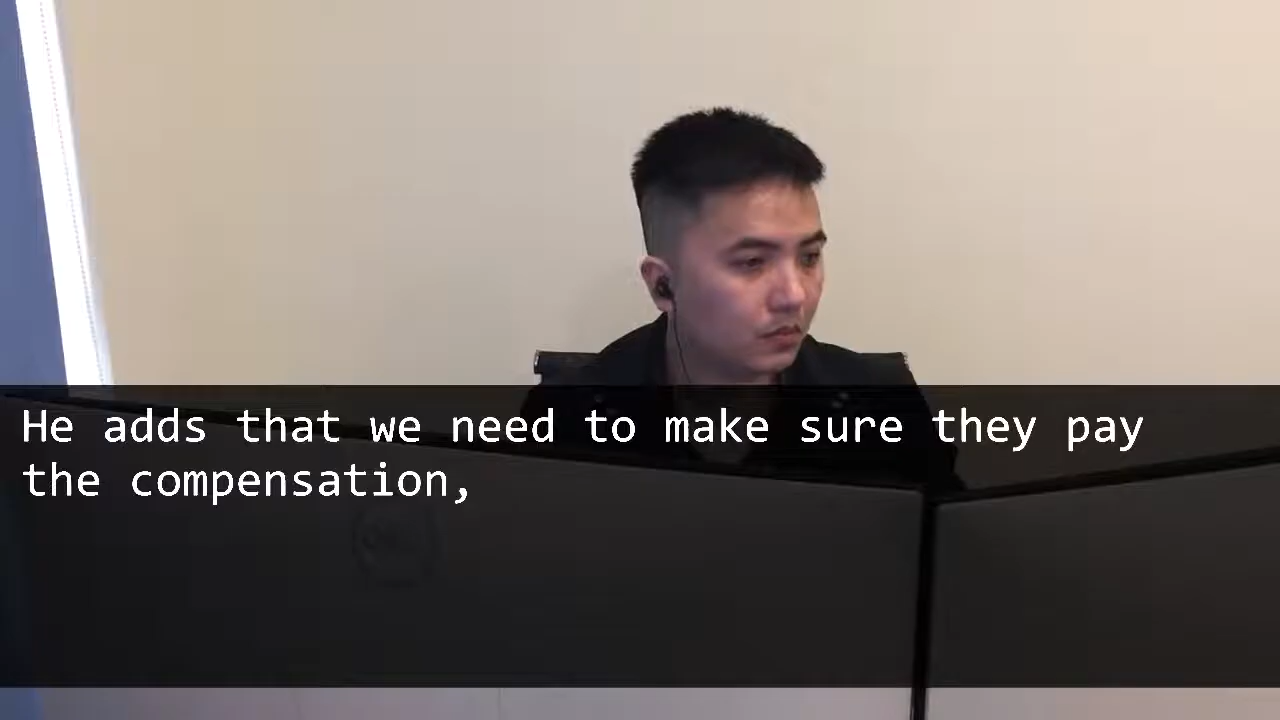 He adds that we need to make sure they pay
the compensation,